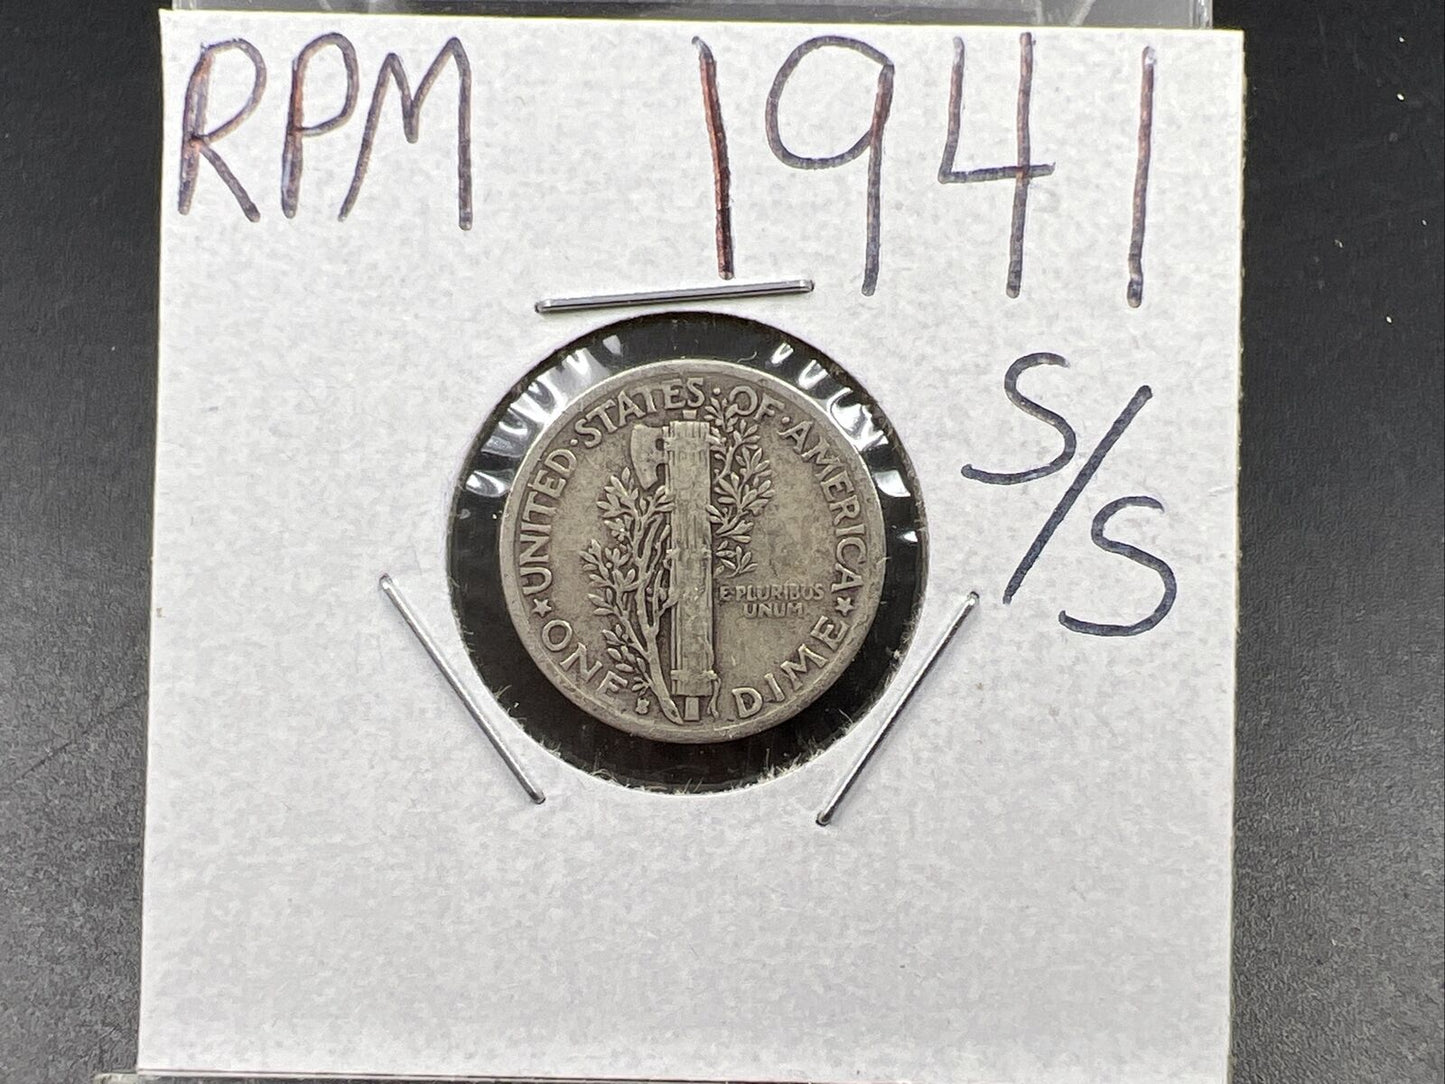 RPM 1941
S/S
UNITED·STATES·OF·AMERICA
E·PLURIBUS
UNUM
ONE DIME
S